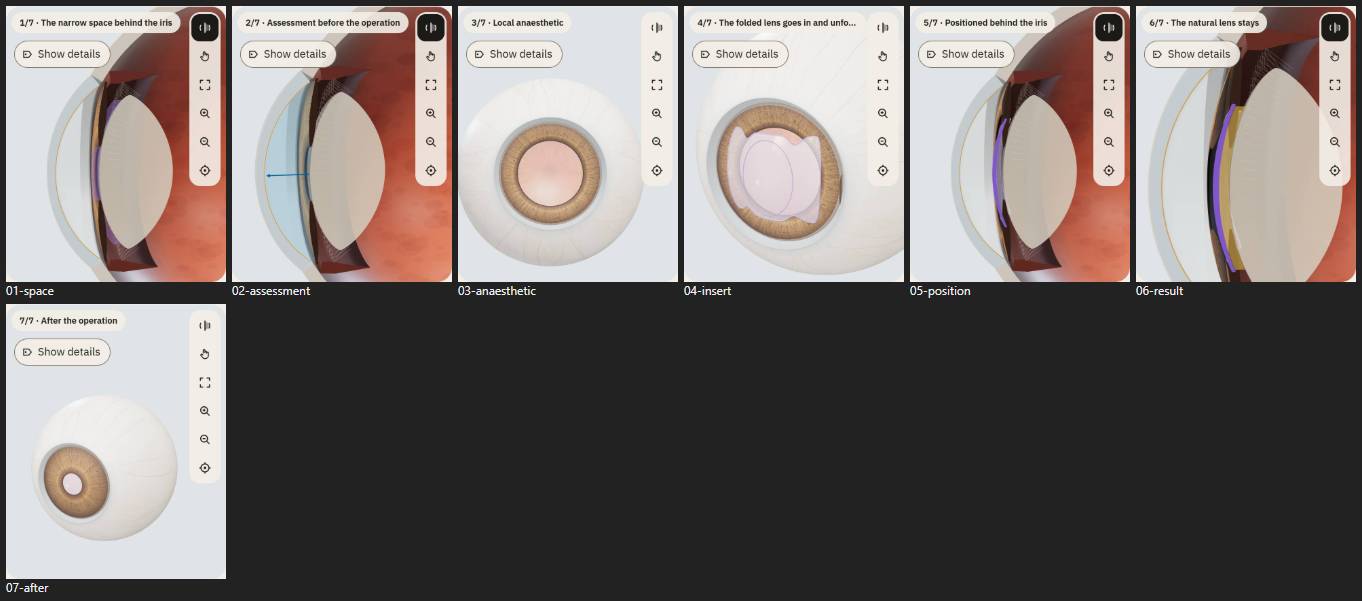 1/7 · The narrow space behind the iris
Show details
01-space
2/7 · Assessment before the operation
Show details
02-assessment
3/7 · Local anaesthetic
Show details
03-anaesthetic
4/7 · The folded lens goes in and unfo...
Show details
04-insert
5/7 · Positioned behind the iris
Show details
05-position
6/7 · The natural lens stays
Show details
06-result
7/7 · After the operation
Show details
07-after